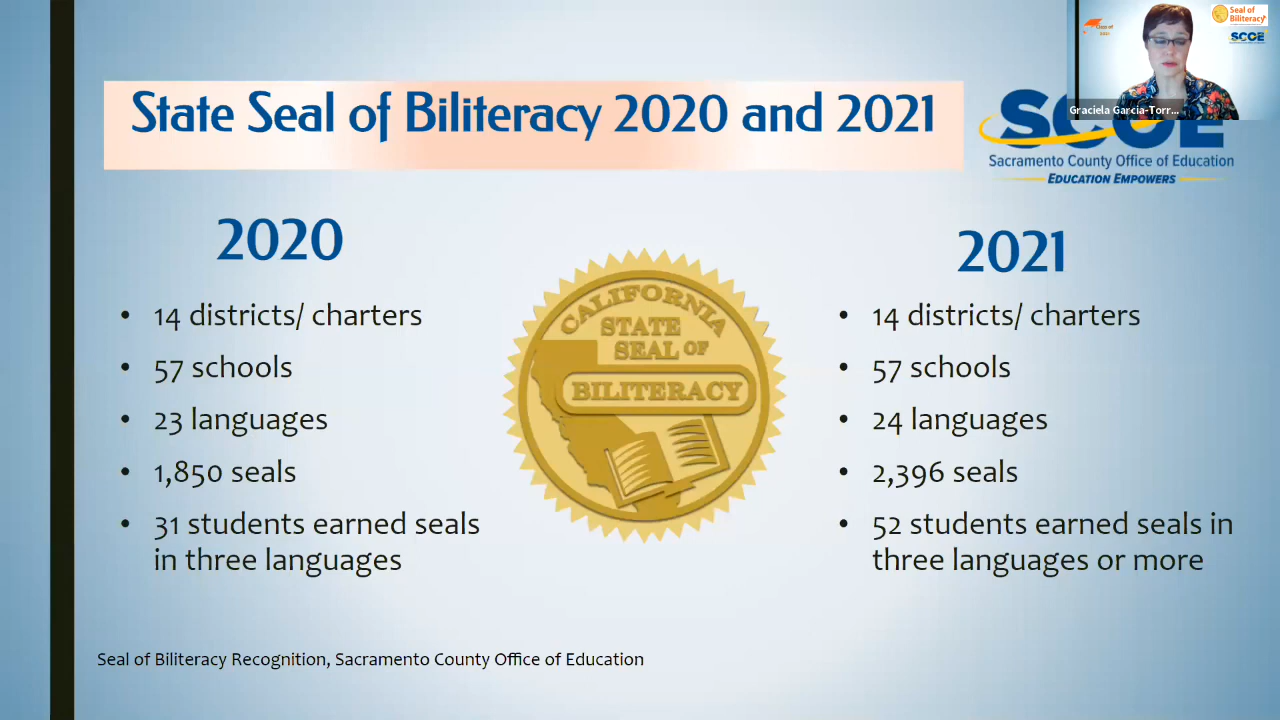 Class of
2021
Seal of
Biliteracy
SCOE
Graciela Garcia-Torr...
State Seal of Biliteracy 2020 and 2021
SCOE
Sacramento County Office of Education
EDUCATION EMPOWERS
2020
• 14 districts/ charters
• 57 schools
• 23 languages
• 1,850 seals
• 31 students earned seals
in three languages
CALIFORNIA
STATE
SEAL OF
BILITERACY
2021
• 14 districts/ charters
• 57 schools
• 24 languages
• 2,396 seals
• 52 students earned seals in
three languages or more
Seal of Biliteracy Recognition, Sacramento County Office of Education